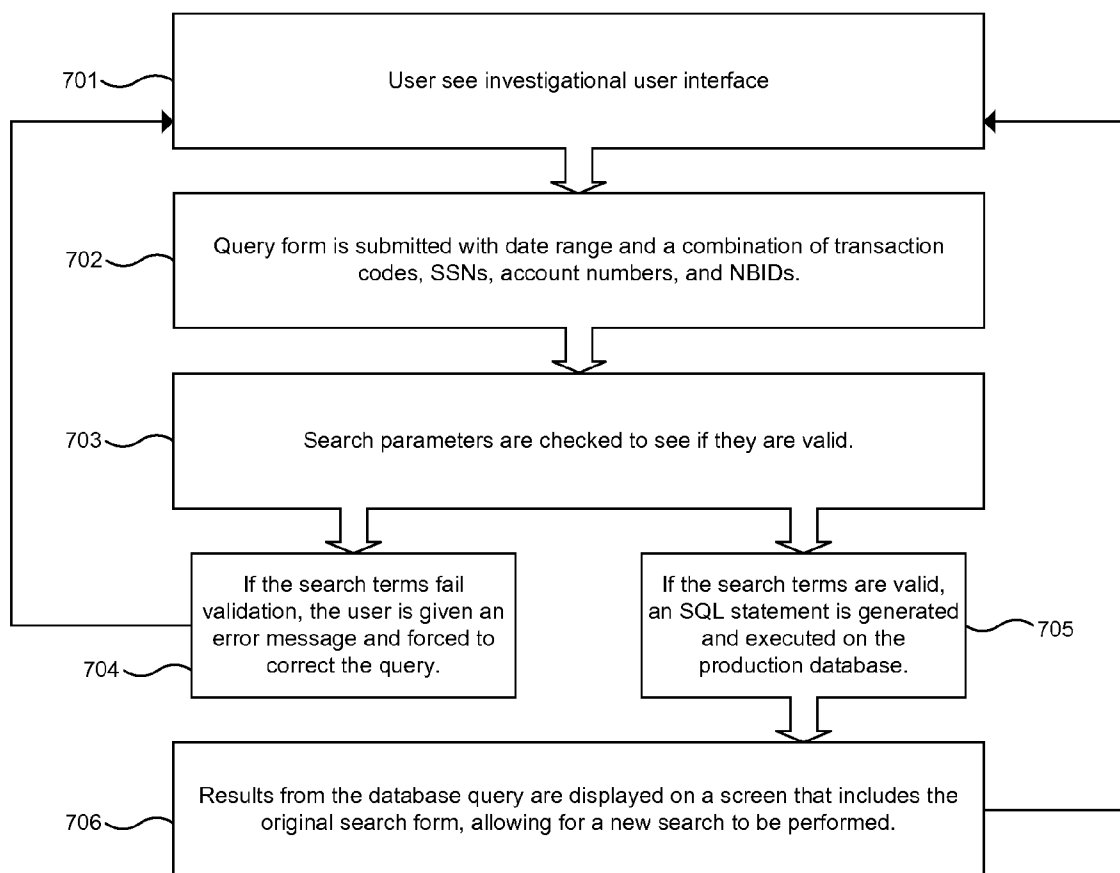 701
User see investigational user interface
702
Query form is submitted with date range and a combination of transaction
codes, SSNs, account numbers, and NBIDs.
703
Search parameters are checked to see if they are valid.
If the search terms fail
validation, the user is given an
error message and forced to
correct the query.
704
If the search terms are valid,
an SQL statement is generated
and executed on the
production database.
705
Results from the database query are displayed on a screen that includes the
original search form, allowing for a new search to be performed.
706